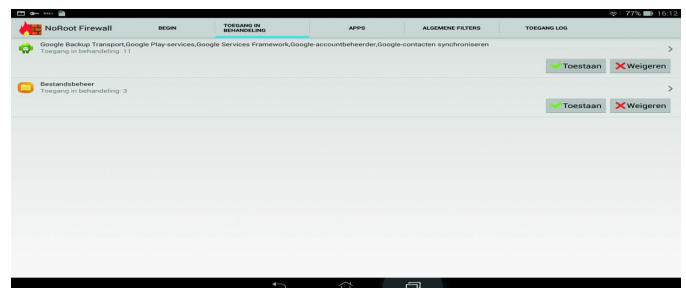 77% 16:12
NoRoot Firewall BEGIN TOEGANG IN BEHANDELING APPS ALGEMENE FILTERS TOEGANG LOG
Google Backup Transport,Google Play-services,Google Services Framework,Google-accountbeheerder,Google-contacten synchroniseren
Toegang in behandeling: 11
Toestaan Weigeren
Bestandsbeheer
Toegang in behandeling: 3
Toestaan Weigeren